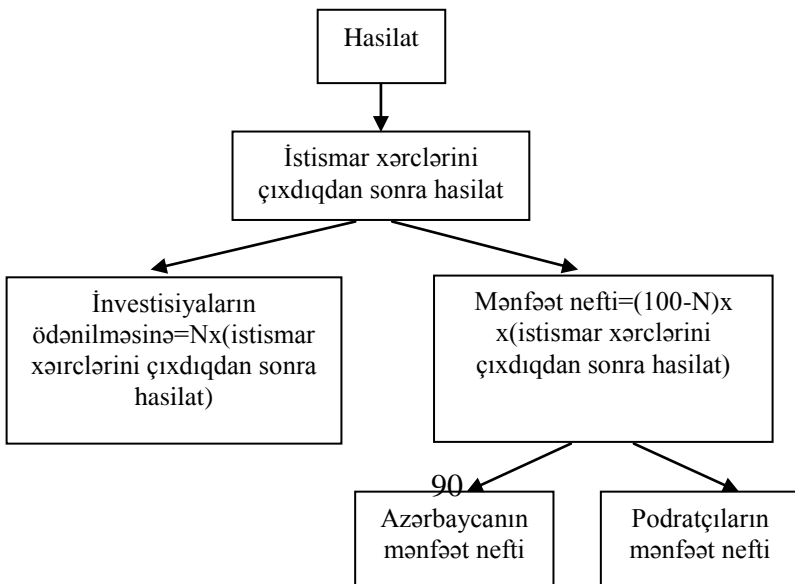 Hasilat
İstismar xərclərini
çıxdıqdan sonra hasilat
İnvestisiyaların
ödənilməsinə=Nx(istismar
xəırclərini çıxdıqdan sonra
hasilat)
Mənfəət nefti=(100-N)x
x(istismar xərclərini
çıxdıqdan sonra hasilat)
90
Azərbaycanın
mənfəət nefti
Podratçıların
mənfəət nefti